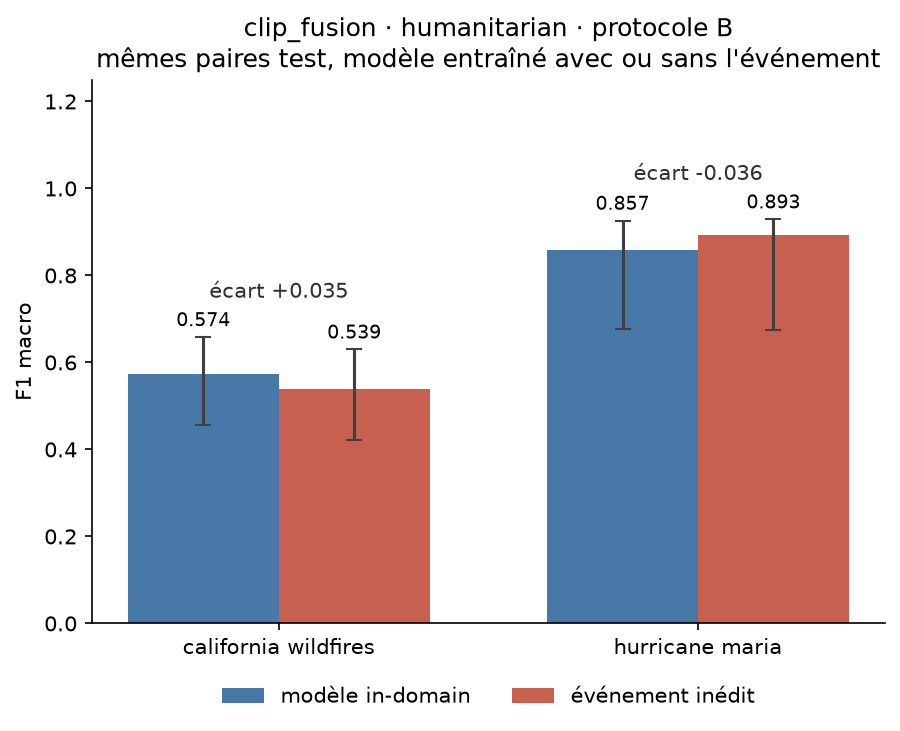 clip_fusion · humanitarian · protocole B
mêmes paires test, modèle entraîné avec ou sans l'événement
1.2
1.0
0.8
0.6
0.4
0.2
0.0
F1 macro
écart +0.035
0.574
0.539
écart -0.036
0.857
0.893
california wildfires
hurricane maria
modèle in-domain
événement inédit